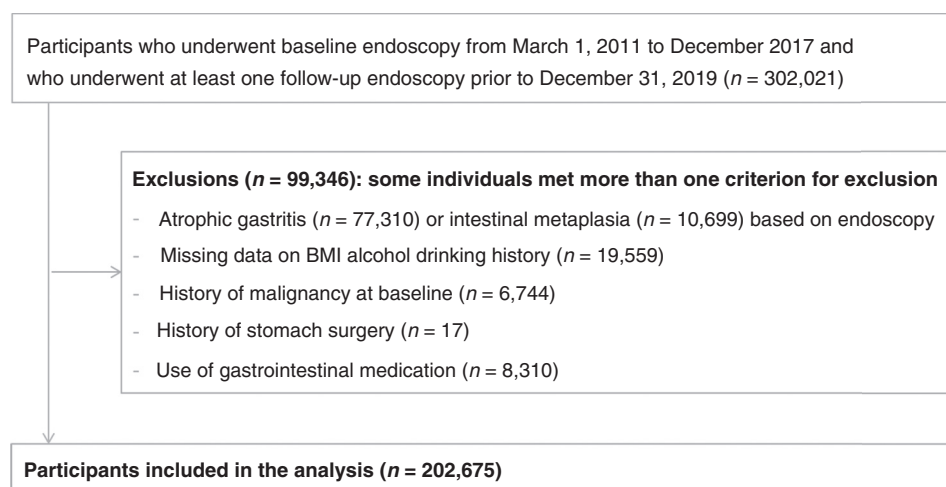 Participants who underwent baseline endoscopy from March 1, 2011 to December 2017 and
who underwent at least one follow-up endoscopy prior to December 31, 2019 (n = 302,021)
Exclusions (n = 99,346): some individuals met more than one criterion for exclusion
- Atrophic gastritis (n = 77,310) or intestinal metaplasia (n = 10,699) based on endoscopy
- Missing data on BMI alcohol drinking history (n = 19,559)
- History of malignancy at baseline (n = 6,744)
- History of stomach surgery (n = 17)
- Use of gastrointestinal medication (n = 8,310)
Participants included in the analysis (n = 202,675)